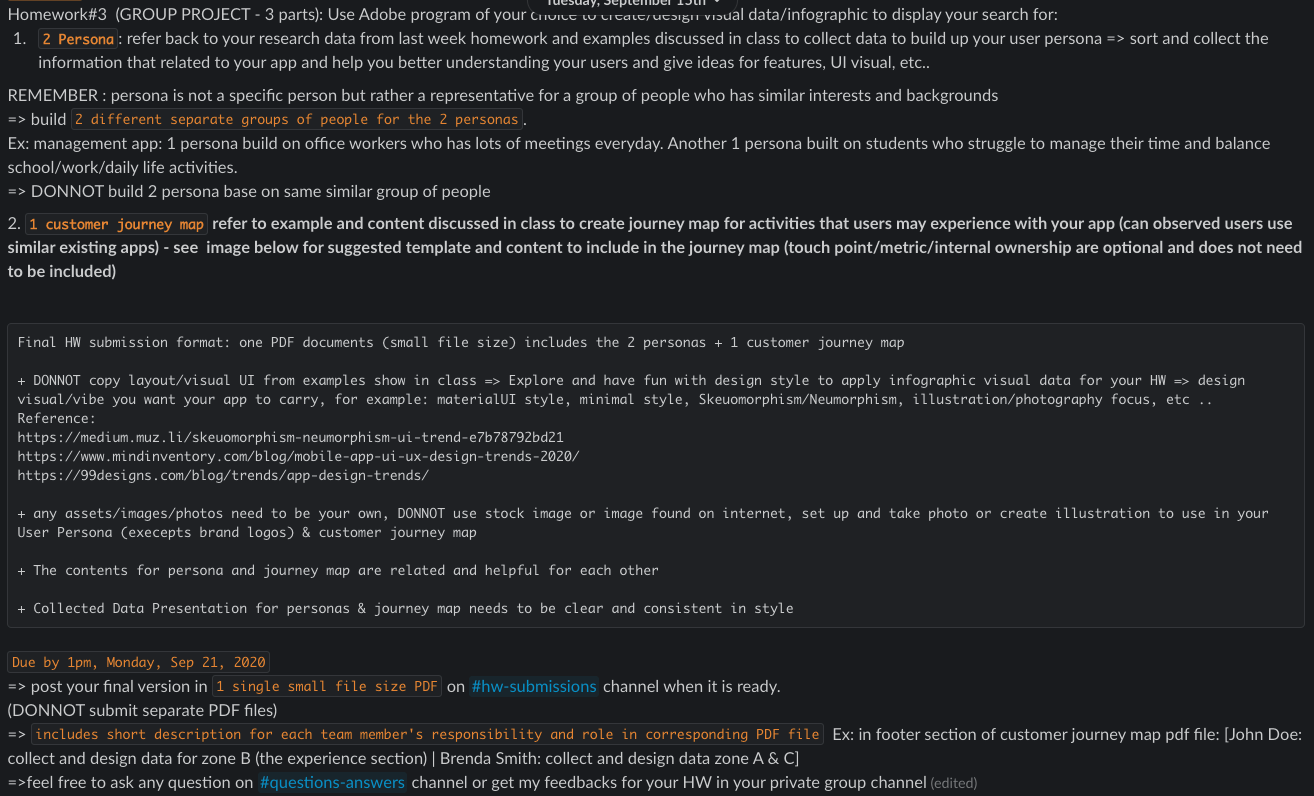 Tuesday, September 15th
Homework#3 (GROUP PROJECT - 3 parts): Use Adobe program of your choice to create/design visual data/infographic to display your search for:
1. 2 Persona: refer back to your research data from last week homework and examples discussed in class to collect data to build up your user persona => sort and collect the
information that related to your app and help you better understanding your users and give ideas for features, UI visual, etc..
REMEMBER : persona is not a specific person but rather a representative for a group of people who has similar interests and backgrounds
=> build 2 different separate groups of people for the 2 personas.
Ex: management app: 1 persona build on office workers who has lots of meetings everyday. Another 1 persona built on students who struggle to manage their time and balance
school/work/daily life activities.
=> DONNOT build 2 persona base on same similar group of people
2. 1 customer journey map refer to example and content discussed in class to create journey map for activities that users may experience with your app (can observed users use
similar existing apps) - see image below for suggested template and content to include in the journey map (touch point/metric/internal ownership are optional and does not need
to be included)
Final HW submission format: one PDF documents (small file size) includes the 2 personas + 1 customer journey map
+ DONNOT copy layout/visual UI from examples show in class => Explore and have fun with design style to apply infographic visual data for your HW => design
visual/vibe you want your app to carry, for example: materialUI style, minimal style, Skeuomorphism/Neumorphism, illustration/photography focus, etc ..
Reference:
https://medium.muz.li/skeuomorphism-neumorphism-ui-trend-e7b78792bd21
https://www.mindinventory.com/blog/mobile-app-ui-ux-design-trends-2020/
https://99designs.com/blog/trends/app-design-trends/
+ any assets/images/photos need to be your own, DONNOT use stock image or image found on internet, set up and take photo or create illustration to use in your
User Persona (execepts brand logos) & customer journey map
+ The contents for persona and journey map are related and helpful for each other
+ Collected Data Presentation for personas & journey map needs to be clear and consistent in style
Due by 1pm, Monday, Sep 21, 2020
=> post your final version in 1 single small file size PDF on #hw-submissions channel when it is ready.
(DONNOT submit separate PDF files)
=> includes short description for each team member's responsibility and role in corresponding PDF file Ex: in footer section of customer journey map pdf file: [John Doe:
collect and design data for zone B (the experience section) | Brenda Smith: collect and design data zone A & C]
=>feel free to ask any question on #questions-answers channel or get my feedbacks for your HW in your private group channel (edited)